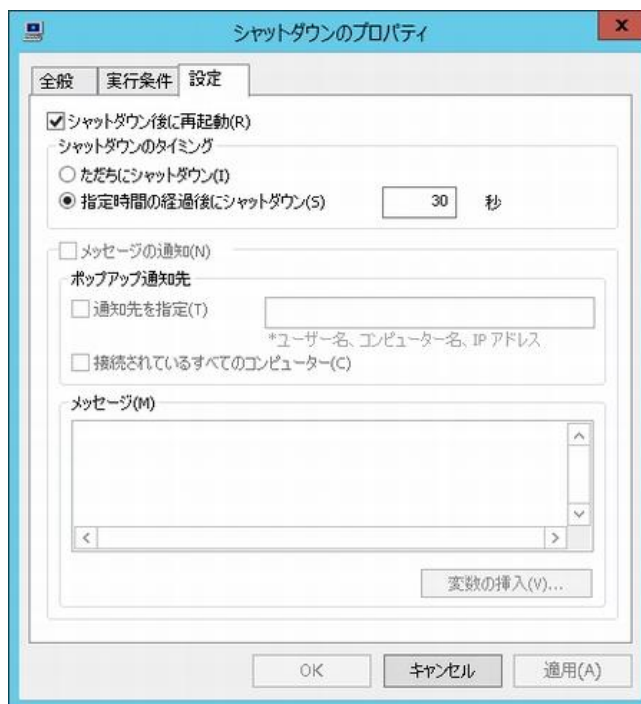 シャットダウンのプロパティ
x
全般 実行条件 設定
シャットダウン後に再起動(R)
シャットダウンのタイミング
ただちにシャットダウン(I)
指定時間の経過後にシャットダウン(S) 30 秒
メッセージの通知(N)
ポップアップ通知先
通知先を指定(T)
*ユーザー名、コンピューター名、IP アドレス
接続されているすべてのコンピューター(C)
メッセージ(M)
変数の挿入(V)...
OK キャンセル 適用(A)